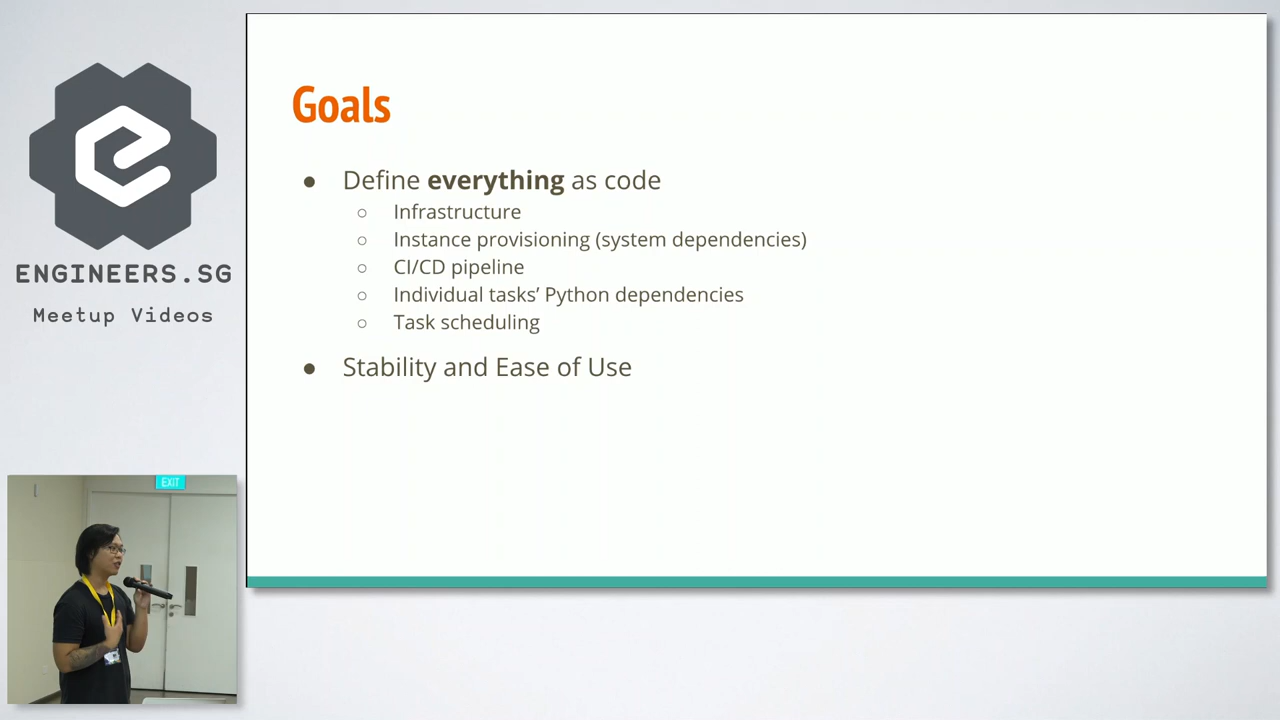 ENGINEERS.SG
Meetup Videos
Goals
● Define everything as code
○ Infrastructure
○ Instance provisioning (system dependencies)
○ CI/CD pipeline
○ Individual tasks’ Python dependencies
○ Task scheduling
● Stability and Ease of Use
EXIT